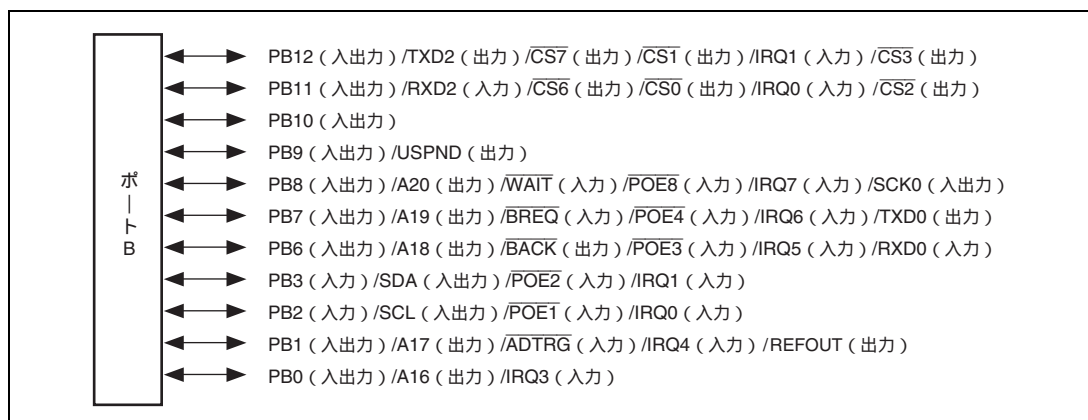 ポートB
PB12（入出力）/TXD2（出力）/CS7（出力）/CS1（出力）/IRQ1（入力）/CS3（出力）
PB11（入出力）/RXD2（入力）/CS6（出力）/CS0（出力）/IRQ0（入力）/CS2（出力）
PB10（入出力）
PB9（入出力）/USPND（出力）
PB8（入出力）/A20（出力）/WAIT（入力）/POE8（入力）/IRQ7（入力）/SCK0（入出力）
PB7（入出力）/A19（出力）/BREQ（入力）/POE4（入力）/IRQ6（入力）/TXD0（出力）
PB6（入出力）/A18（出力）/BACK（出力）/POE3（入力）/IRQ5（入力）/RXD0（入力）
PB3（入力）/SDA（入出力）/POE2（入力）/IRQ1（入力）
PB2（入力）/SCL（入出力）/POE1（入力）/IRQ0（入力）
PB1（入出力）/A17（出力）/ADTRG（入力）/IRQ4（入力）/REFOUT（出力）
PB0（入出力）/A16（出力）/IRQ3（入力）